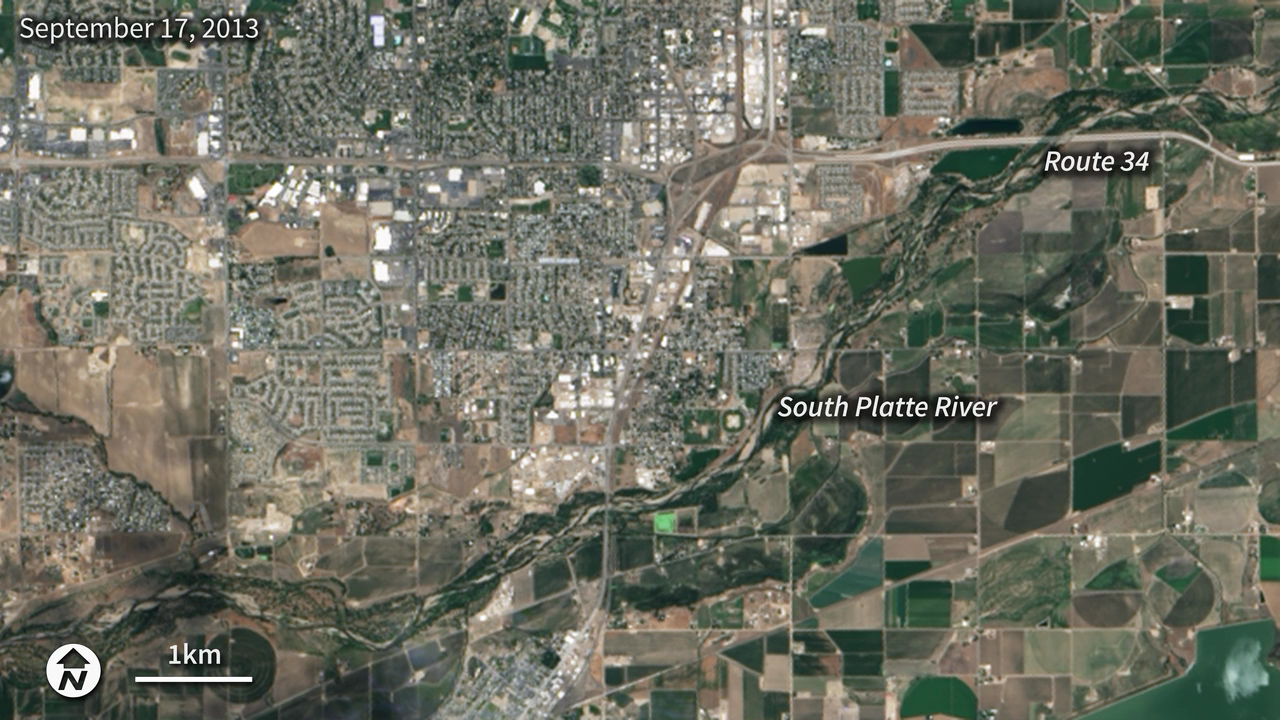 September 17, 2013
Route 34
South Platte River
N
1km